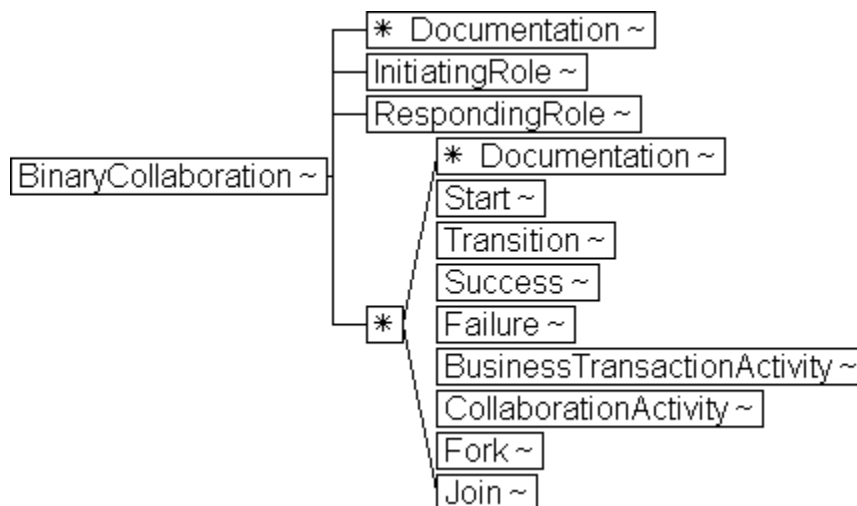 * Documentation ~
InitiatingRole ~
RespondingRole ~
* Documentation ~
BinaryCollaboration ~
Start ~
Transition ~
Success ~
*
Failure ~
BusinessTransactionActivity ~
CollaborationActivity ~
Fork ~
Join ~